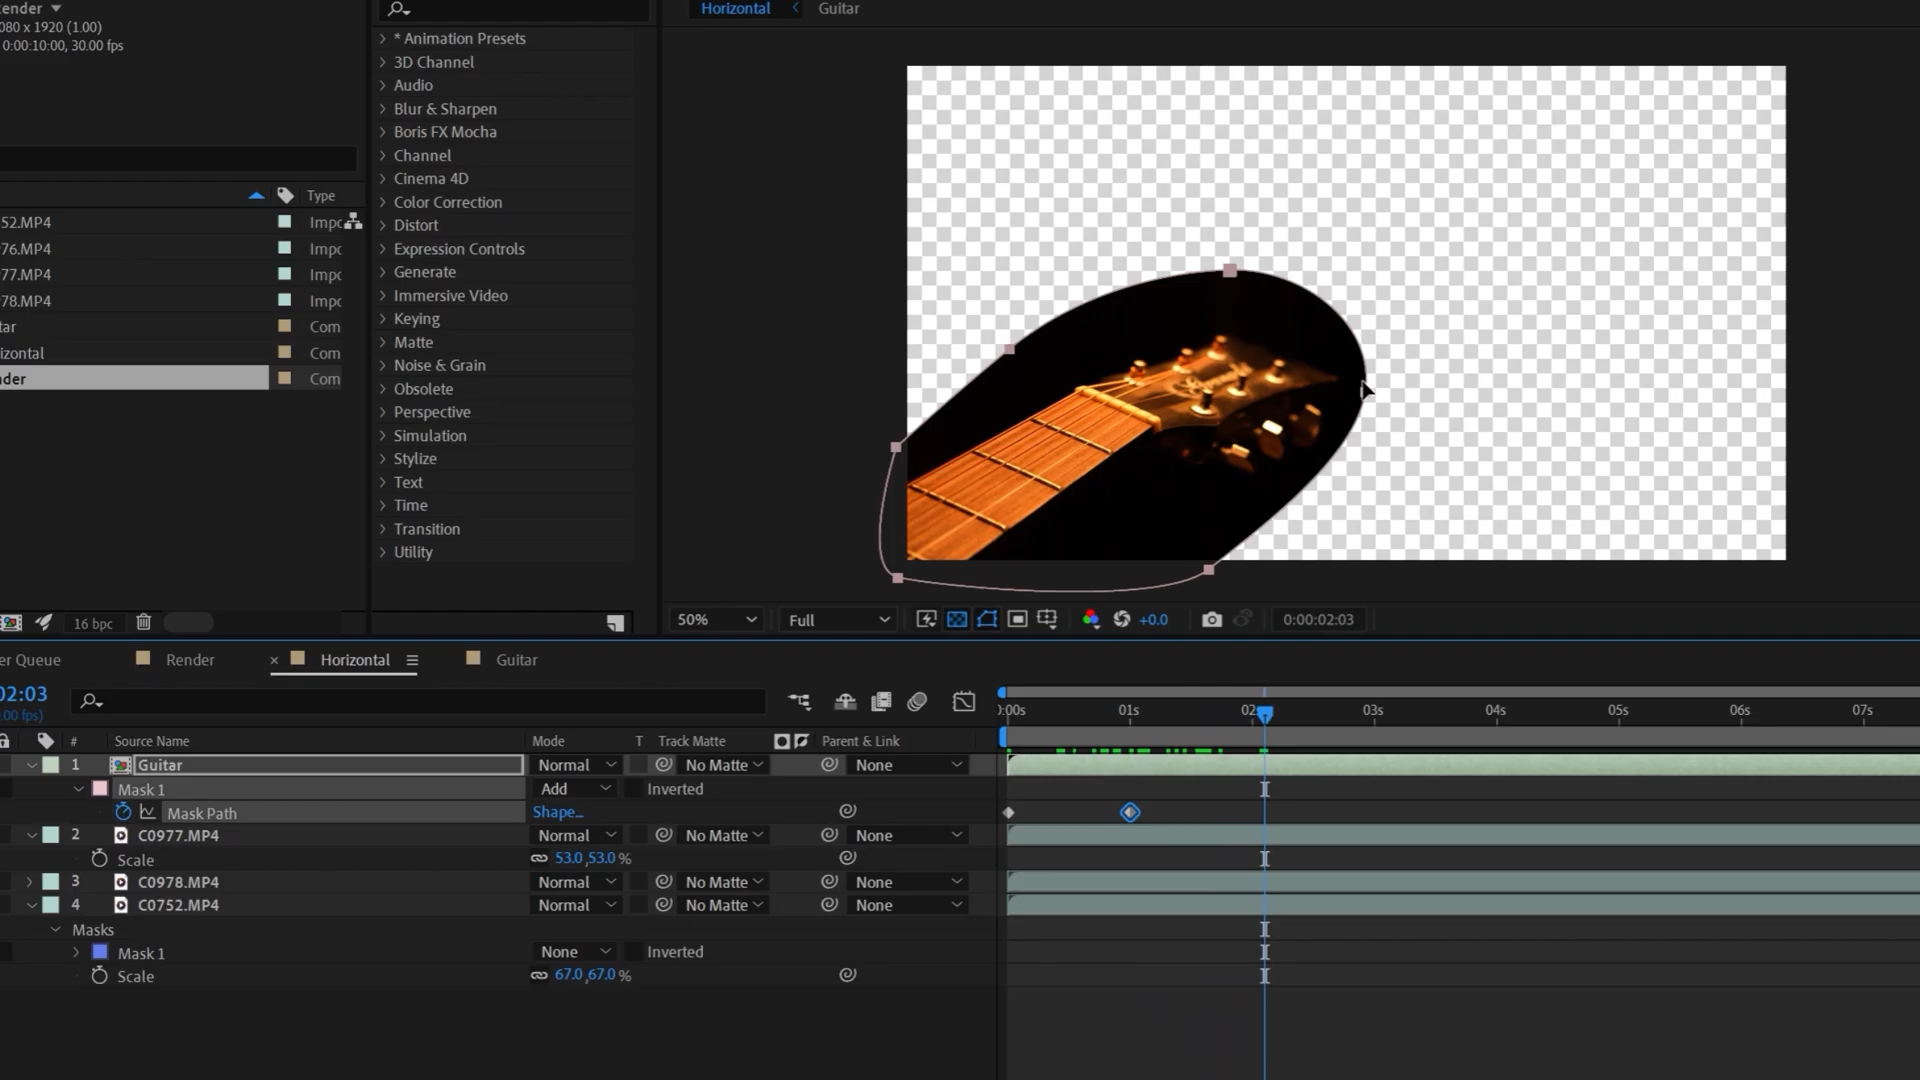 ender
080 x 1920 (1.00)
0:00:10:00, 30.00 fps
Type
52.MP4 Impc
976.MP4 Impc
77.MP4 Impc
78.MP4 Impc
tar Com
izontal Com
nder Com
16 bpc
* Animation Presets
3D Channel
Audio
Blur & Sharpen
Boris FX Mocha
Channel
Cinema 4D
Color Correction
Distort
Expression Controls
Generate
Immersive Video
Keying
Matte
Noise & Grain
Obsolete
Perspective
Simulation
Stylize
Text
Time
Transition
Utility
Horizontal Guitar
50% Full +0.0 0:00:02:03
er Queue Render × Horizontal Guitar
02:03
.00 fps)
):00s 01s 02s 03s 04s 05s 06s 07s
# Source Name Mode T Track Matte Parent & Link
1 Guitar Normal No Matte None
Mask 1 Add Inverted
Mask Path Shape...
2 C0977.MP4 Normal No Matte None
Scale 53.0,53.0%
3 C0978.MP4 Normal No Matte None
4 C0752.MP4 Normal No Matte None
Masks
Mask 1 None Inverted
Scale 67.0,67.0%